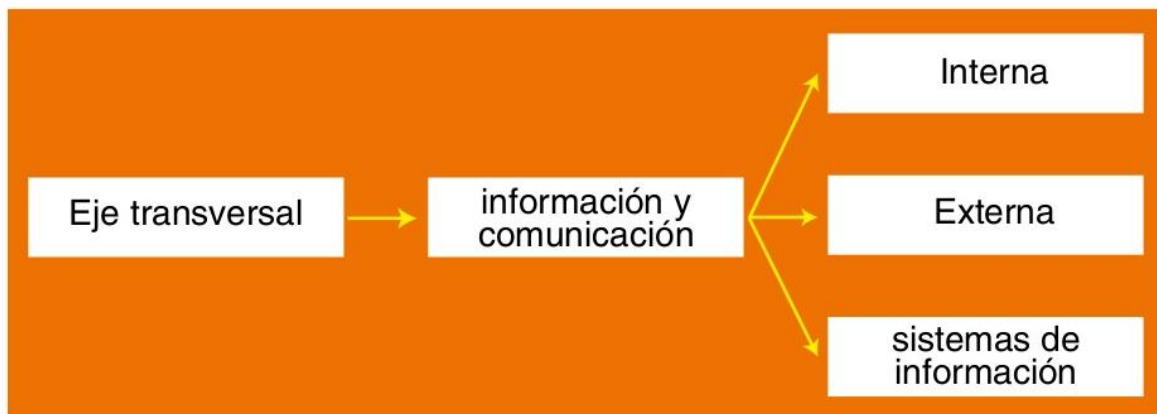 Eje transversal
información y
comunicación
Interna
Externa
sistemas de
información